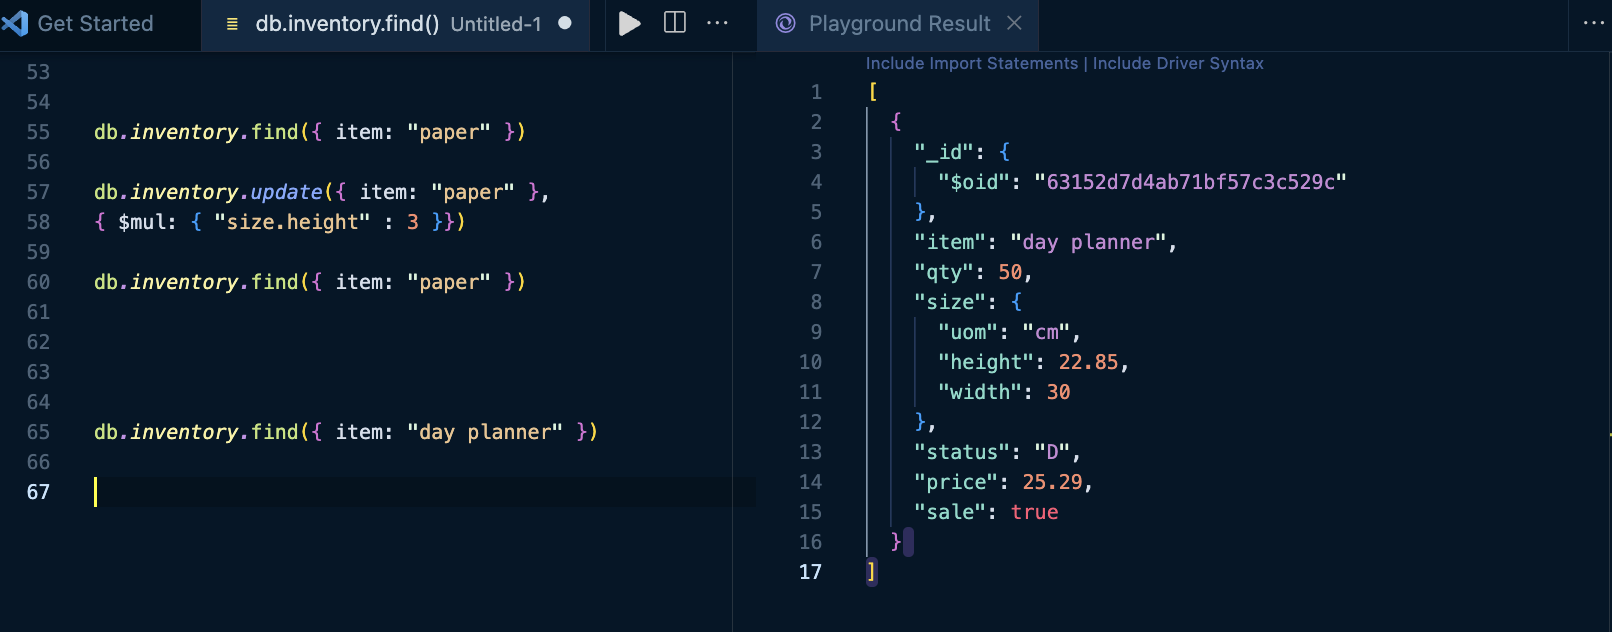 Get Started
db.inventory.find() Untitled-1
Playground Result
53
54
55 db.inventory.find({ item: "paper" })
56
57 db.inventory.update({ item: "paper" },
58 { $mul: { "size.height" : 3 }})
59
60 db.inventory.find({ item: "paper" })
61
62
63
64
65 db.inventory.find({ item: "day planner" })
66
67
Include Import Statements | Include Driver Syntax
1 [
2 {
3 "_id": {
4 "$oid": "63152d7d4ab71bf57c3c529c"
5 },
6 "item": "day planner",
7 "qty": 50,
8 "size": {
9 "uom": "cm",
10 "height": 22.85,
11 "width": 30
12 },
13 "status": "D",
14 "price": 25.29,
15 "sale": true
16 }
17 ]